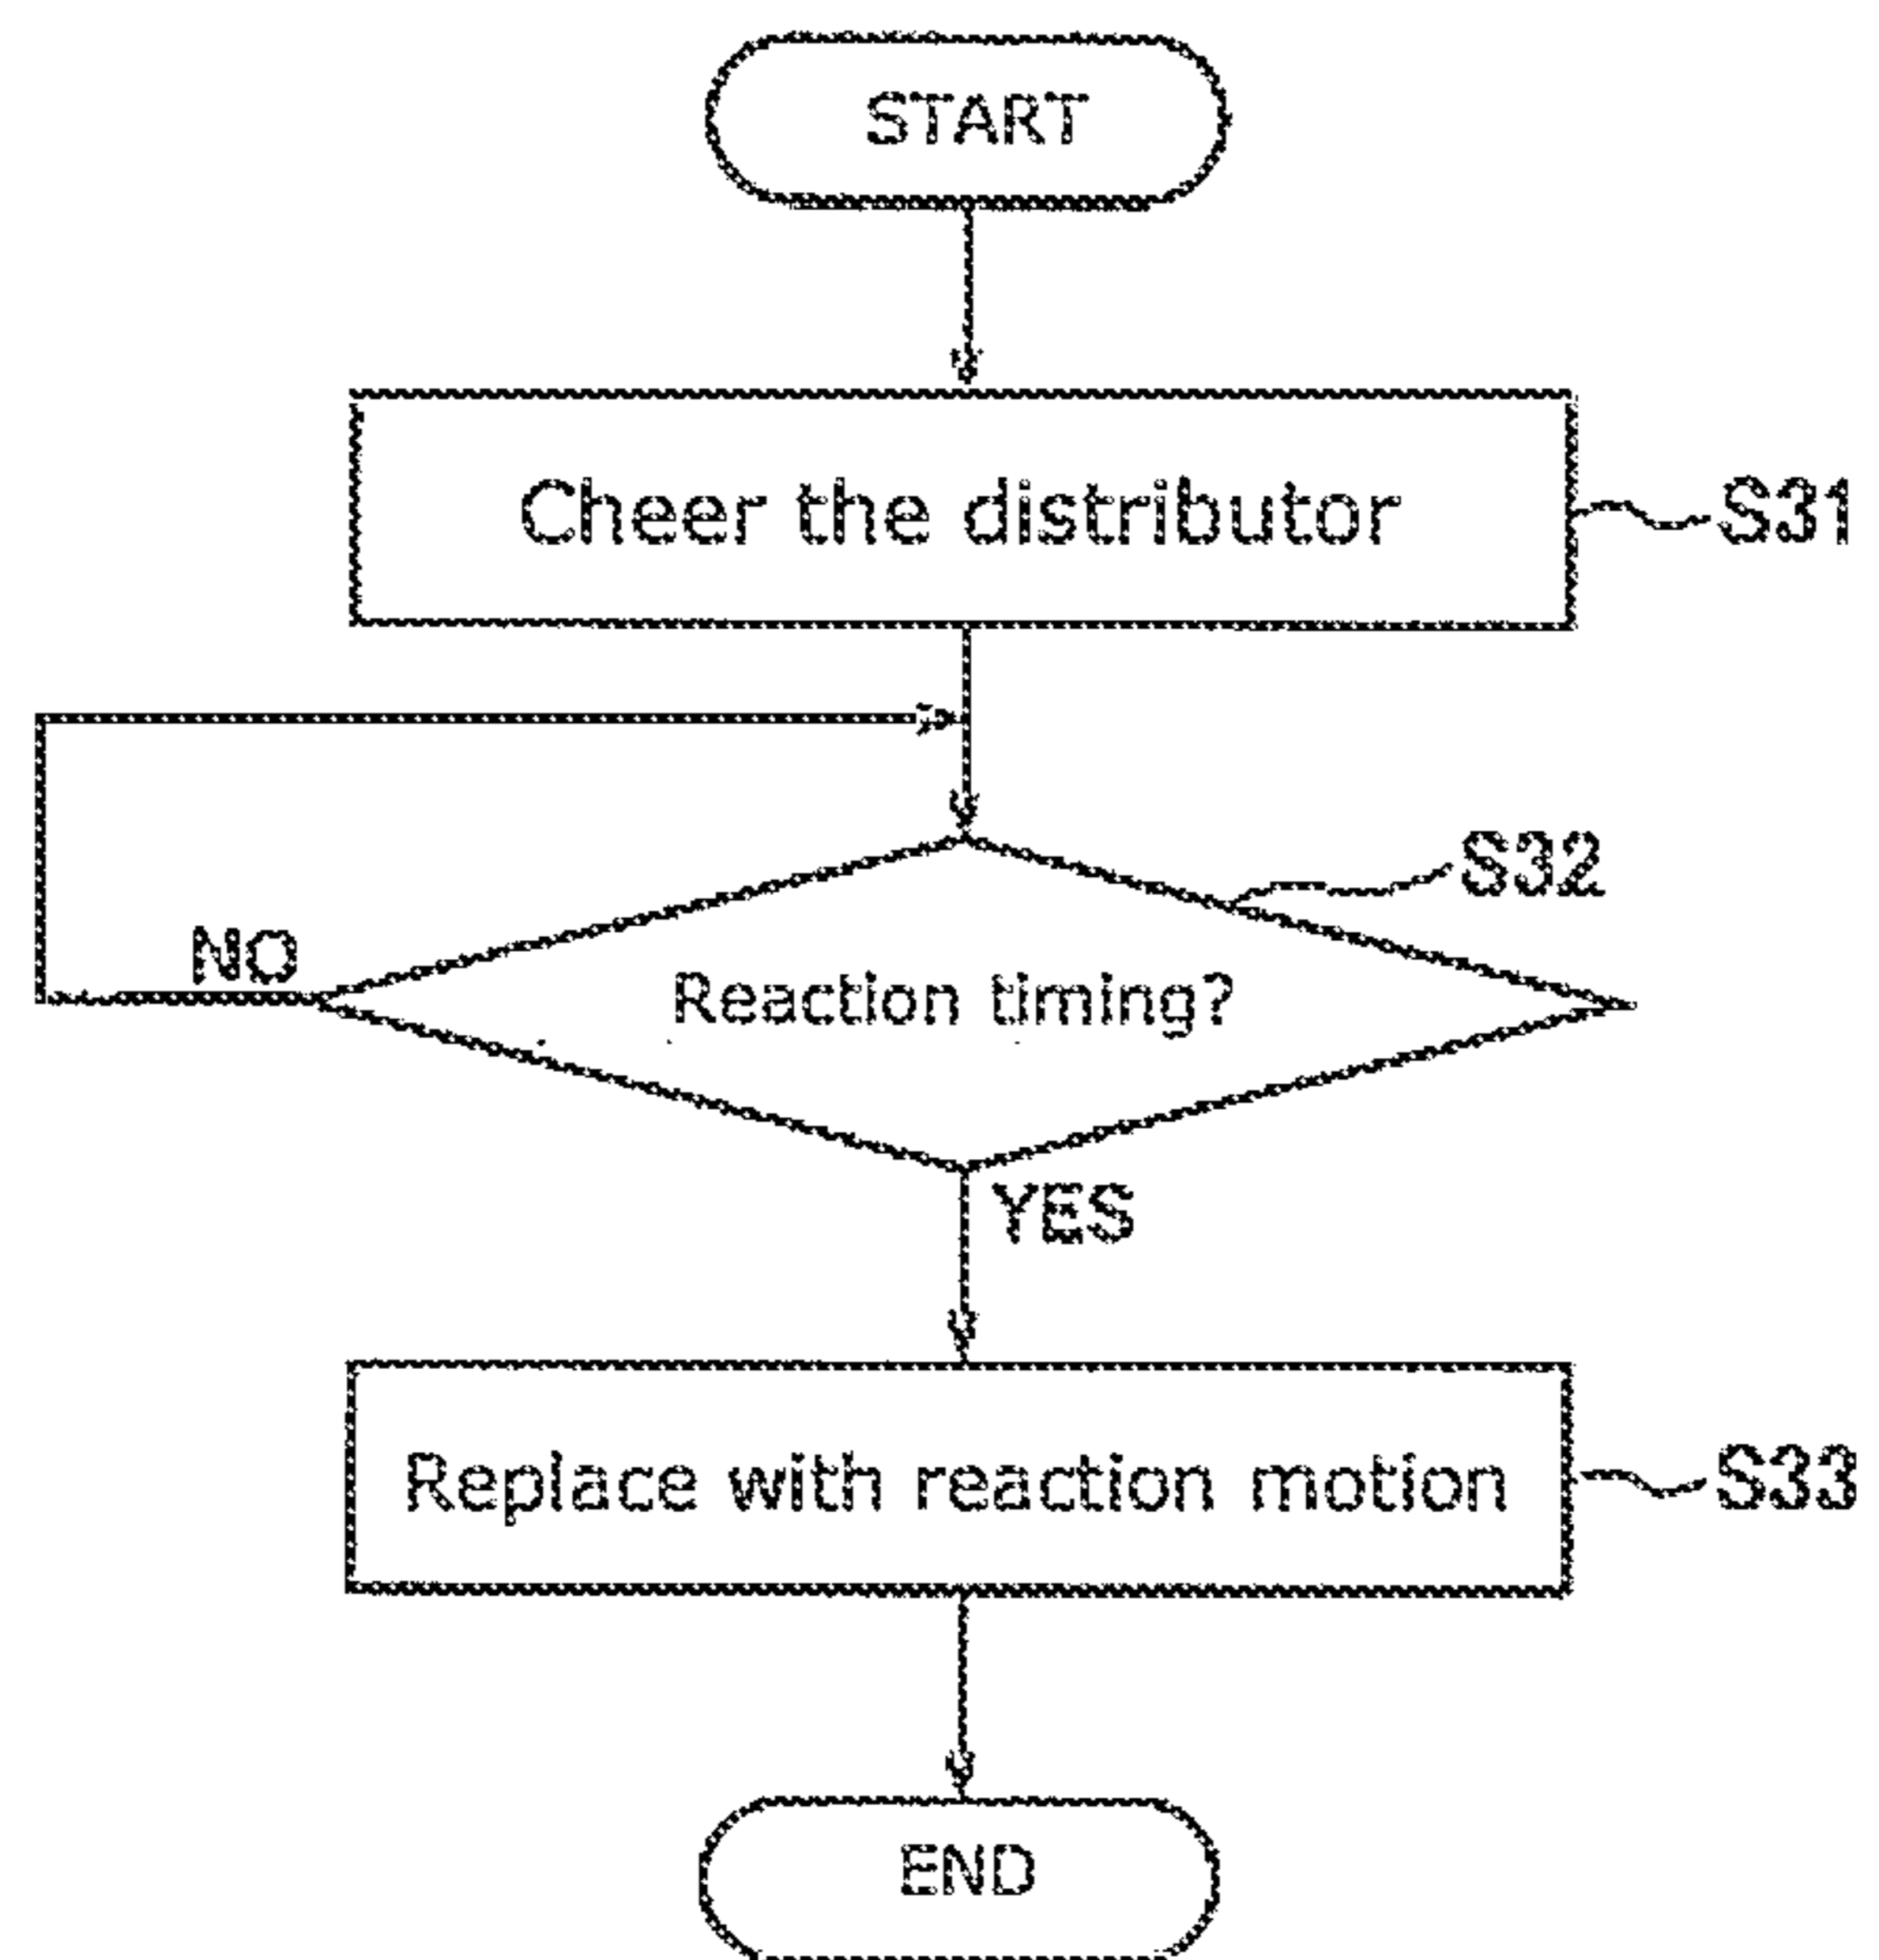 START
Cheer the distributor
S31
S32
NO
Reaction timing?
YES
Replace with reaction motion
S33
END